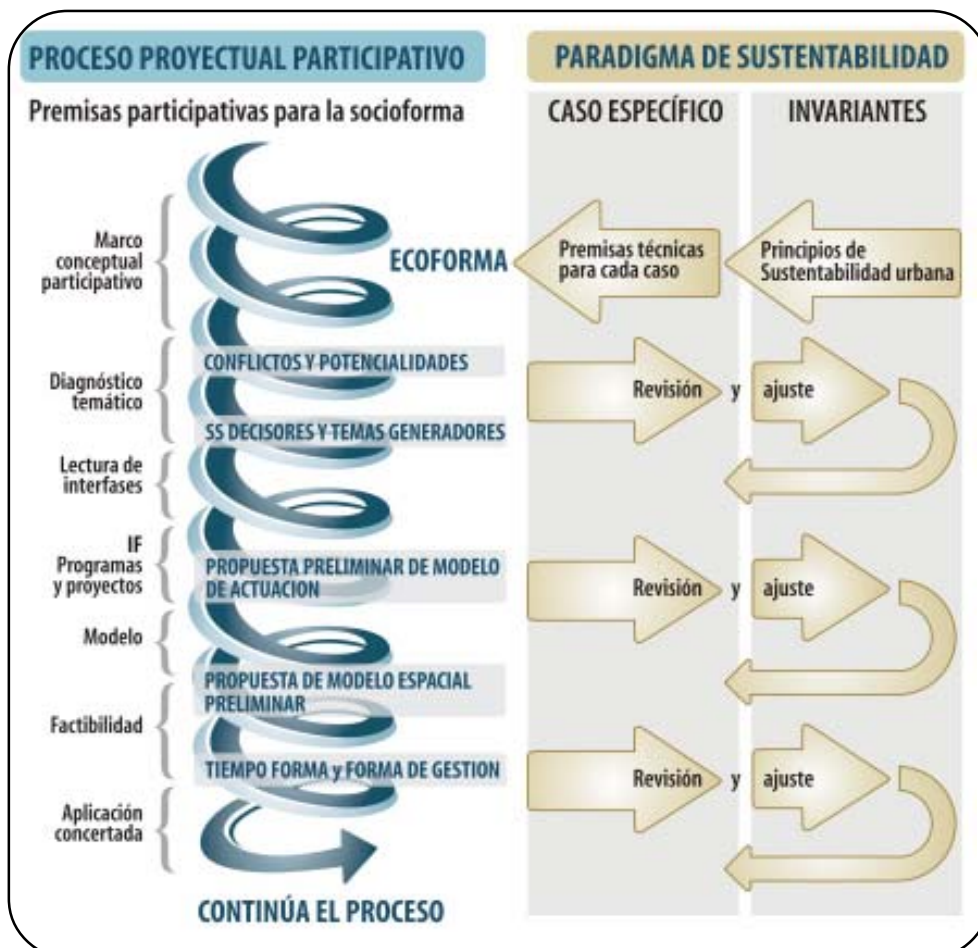 PROCESO PROYECTUAL PARTICIPATIVO
Premisas participativas para la socioforma
Marco
conceptual
participativo
ECOFORMA
Diagnóstico
temático
CONFLICTOS Y POTENCIALIDADES
SS DECISORES Y TEMAS GENERADORES
Lectura de
interfases
IF
Programas
y proyectos
PROPUESTA PRELIMINAR DE MODELO
DE ACTUACION
Modelo
PROPUESTA DE MODELO ESPACIAL
PRELIMINAR
Factibilidad
TIEMPO FORMA y FORMA DE GESTION
Aplicación
concertada
CONTINÚA EL PROCESO
PARADIGMA DE SUSTENTABILIDAD
CASO ESPECÍFICO
INVARIANTES
Premisas técnicas
para cada caso
Principios de
Sustentabilidad urbana
Revisión y ajuste
Revisión y ajuste
Revisión y ajuste